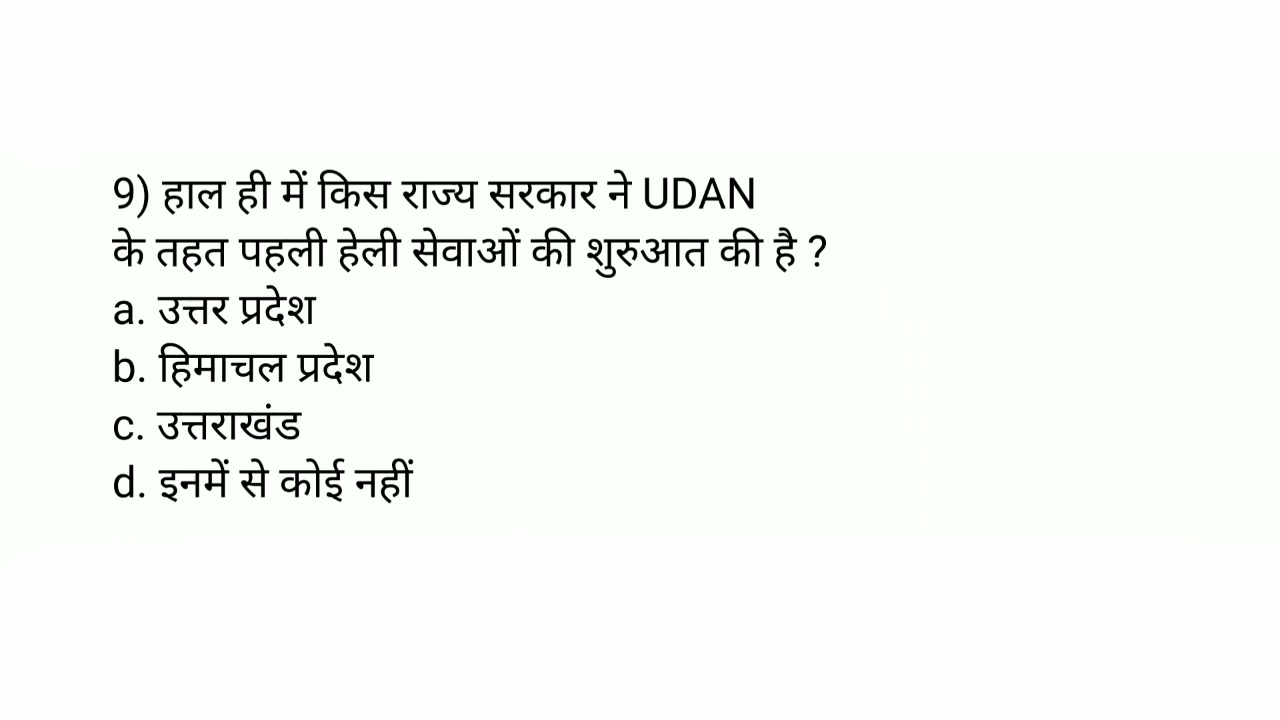 9) हाल ही में किस राज्य सरकार ने UDAN
के तहत पहली हेली सेवाओं की शुरुआत की है ?
a. उत्तर प्रदेश
b. हिमाचल प्रदेश
c. उत्तराखंड
d. इनमें से कोई नहीं